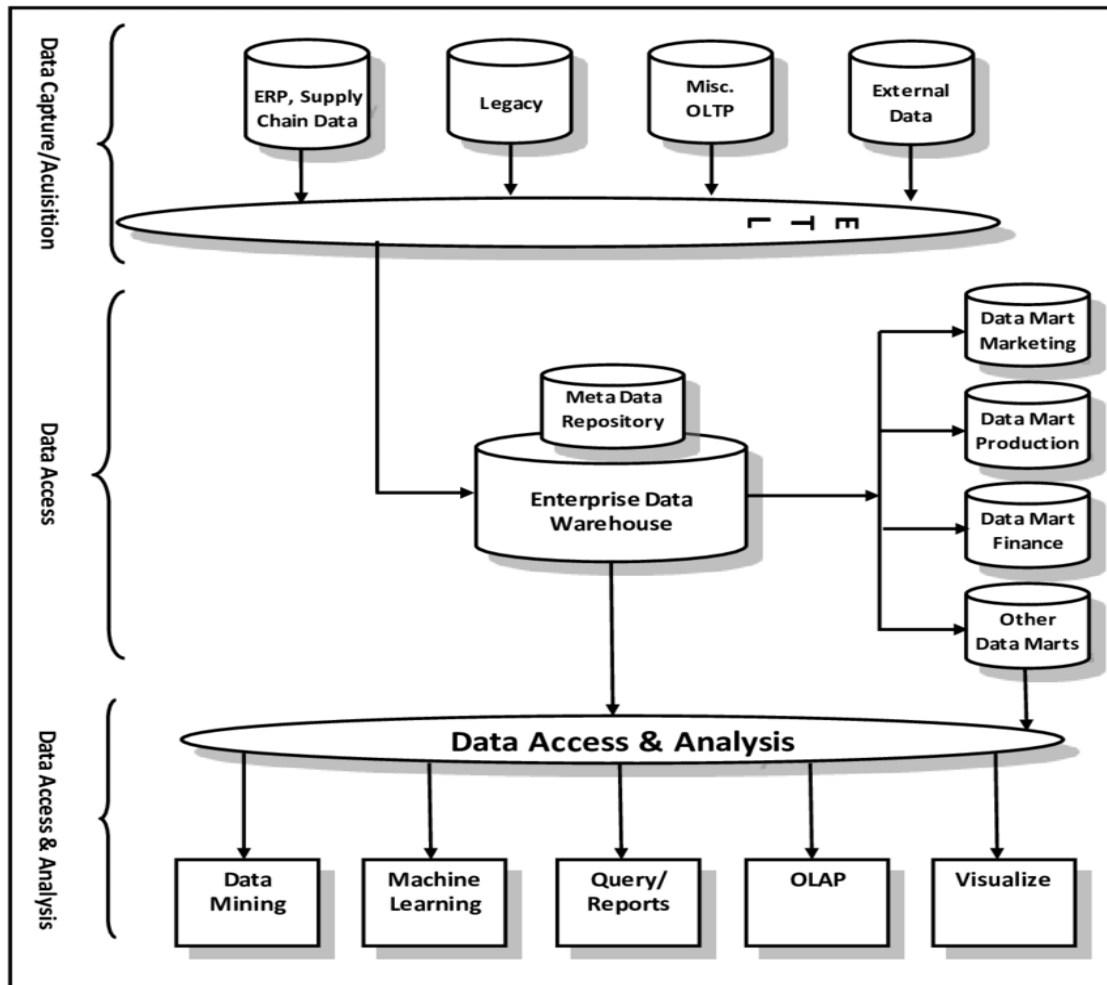 Data Capture/Acuisition
ERP, Supply
Chain Data
Legacy
Misc.
OLTP
External
Data
E T L
Data Access
Meta Data
Repository
Enterprise Data
Warehouse
Data Mart
Marketing
Data Mart
Production
Data Mart
Finance
Other
Data Marts
Data Access & Analysis
Data Access & Analysis
Data
Mining
Machine
Learning
Query/
Reports
OLAP
Visualize